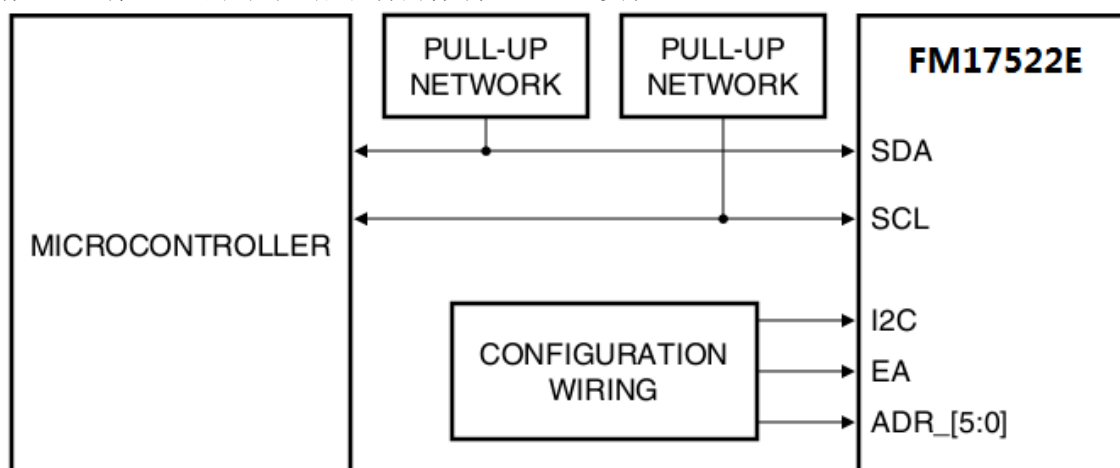 PULL-UP
NETWORK
PULL-UP
NETWORK
FM17522E
SDA
SCL
MICROCONTROLLER
I2C
CONFIGURATION
WIRING
EA
ADR_[5:0]